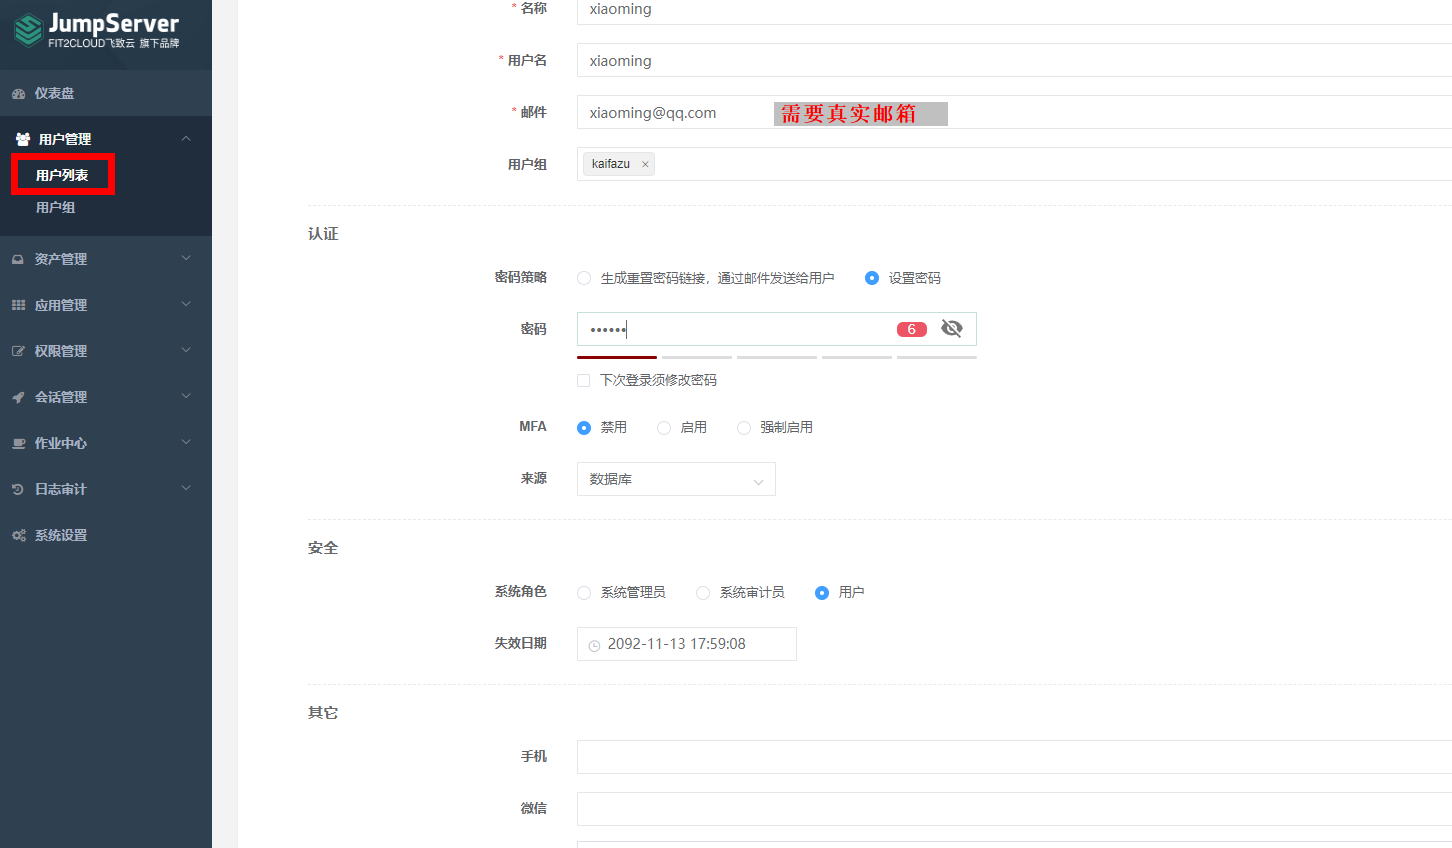 JumpServer
FIT2CLOUD飞致云 旗下品牌
仪表盘
用户管理
用户列表
用户组
资产管理
应用管理
权限管理
会话管理
作业中心
日志审计
系统设置
* 名称 xiaoming
* 用户名 xiaoming
* 邮件 xiaoming@qq.com 需要真实邮箱
用户组 kaifazu ×
认证
密码策略 生成重置密码链接，通过邮件发送给用户 设置密码
密码 •••••• 6
下次登录须修改密码
MFA 禁用 启用 强制启用
来源 数据库
安全
系统角色 系统管理员 系统审计员 用户
失效日期 2092-11-13 17:59:08
其它
手机
微信